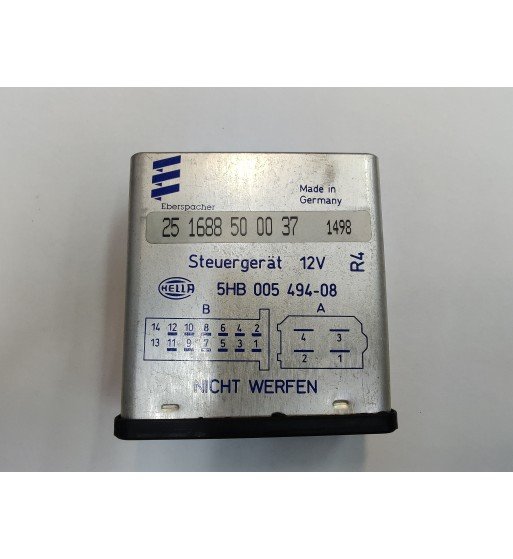 Eberspacher
Made in
Germany
25 1688 50 00 37 1498
Steuergerät 12V
R4
HELLA 5HB 005 494-08
B A
14 12 10 8 6 4 2
13 11 9 7 5 3 1
4 3
2 1
NICHT WERFEN